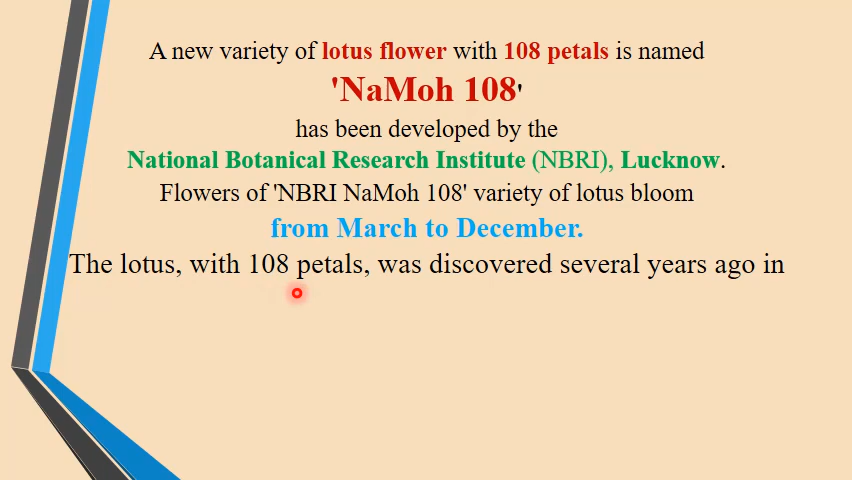 A new variety of lotus flower with 108 petals is named
'NaMoh 108'
has been developed by the
National Botanical Research Institute (NBRI), Lucknow.
Flowers of 'NBRI NaMoh 108' variety of lotus bloom
from March to December.
The lotus, with 108 petals, was discovered several years ago in